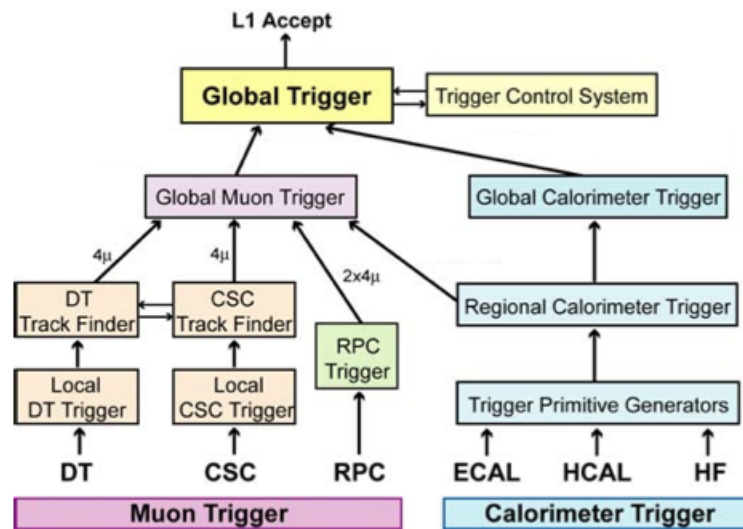 L1 Accept
Global Trigger
Trigger Control System
Global Muon Trigger
Global Calorimeter Trigger
4μ
4μ
2x4μ
DT
Track Finder
CSC
Track Finder
Regional Calorimeter Trigger
RPC
Trigger
Local
DT Trigger
Local
CSC Trigger
Trigger Primitive Generators
DT
CSC
RPC
ECAL
HCAL
HF
Muon Trigger
Calorimeter Trigger